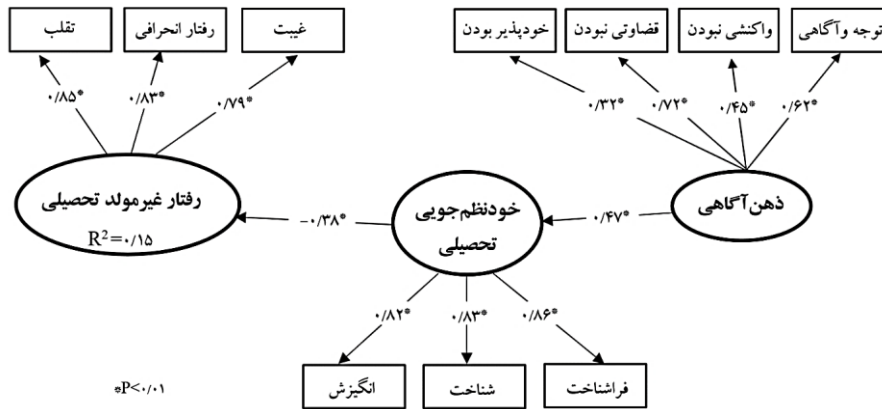 توجه وآگاهی
واکنشی نبودن
قضاوتی نبودن
خودپذیر بودن
غیبت
رفتار انحرافی
تقلب
۰/۶۲*
۰/۴۵*
۰/۷۲*
۰/۳۲*
۰/۷۹*
۰/۸۳*
۰/۸۵*
ذهن‌آگاهی
۰/۴۷*
خودنظم‌جویی
تحصیلی
−۰/۳۸*
رفتار غیرمولد تحصیلی
R²=۰/۱۵
۰/۸۶*
۰/۸۳*
۰/۸۲*
فراشناخت
شناخت
انگیزش
*P<۰/۰۱